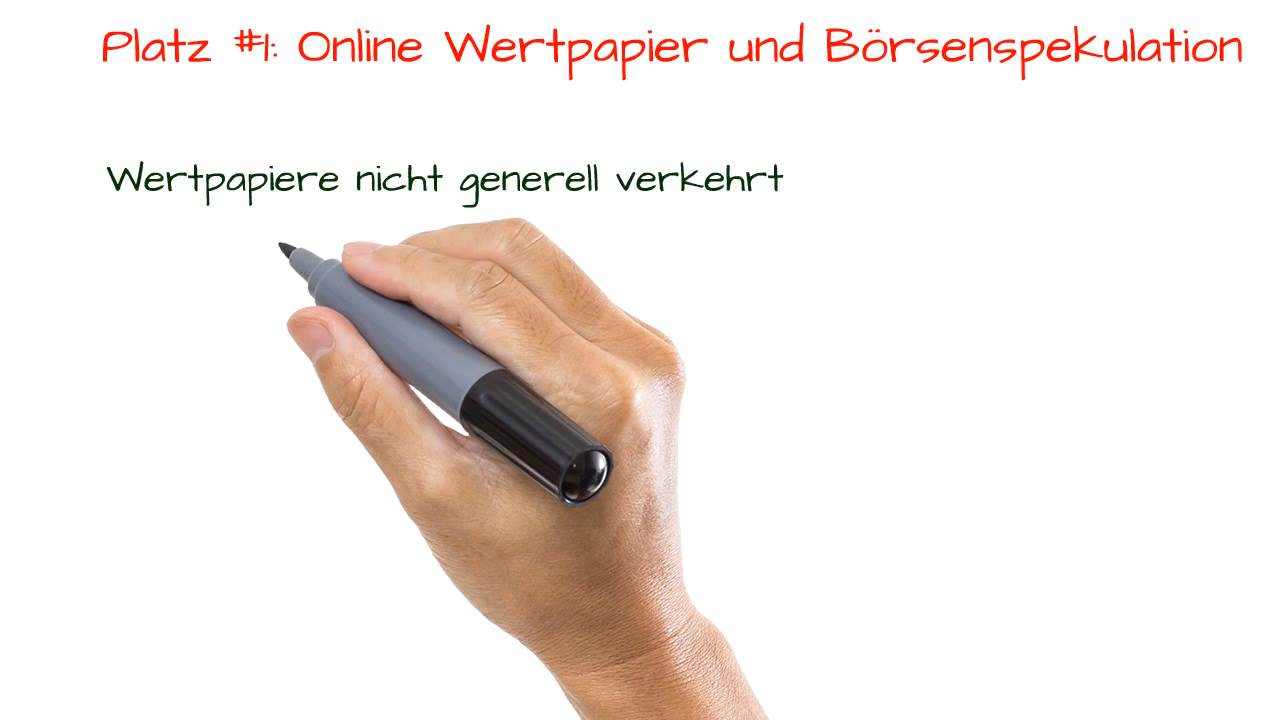 Platz #1: Online Wertpapier und Börsenspekulation
Wertpapiere nicht generell verkehrt